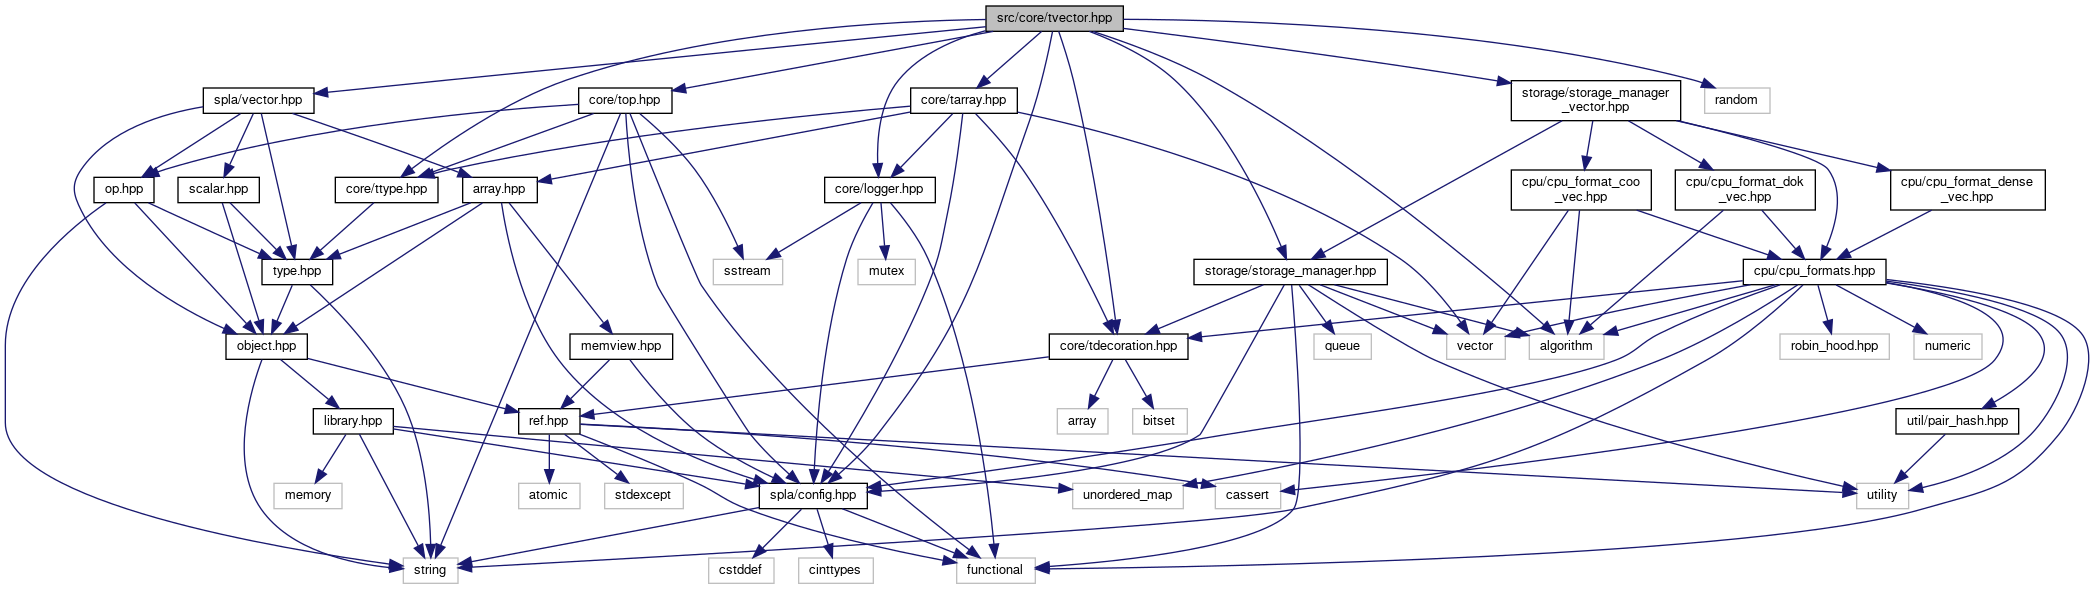 src/core/tvector.hpp
spla/vector.hpp
core/top.hpp
core/tarray.hpp
storage/storage_manager
_vector.hpp
random
op.hpp
scalar.hpp
core/ttype.hpp
array.hpp
core/logger.hpp
cpu/cpu_format_coo
_vec.hpp
cpu/cpu_format_dok
_vec.hpp
cpu/cpu_format_dense
_vec.hpp
type.hpp
sstream
mutex
storage/storage_manager.hpp
cpu/cpu_formats.hpp
object.hpp
memview.hpp
core/tdecoration.hpp
queue
vector
algorithm
robin_hood.hpp
numeric
library.hpp
ref.hpp
array
bitset
util/pair_hash.hpp
memory
atomic
stdexcept
spla/config.hpp
unordered_map
cassert
utility
string
cstddef
cinttypes
functional